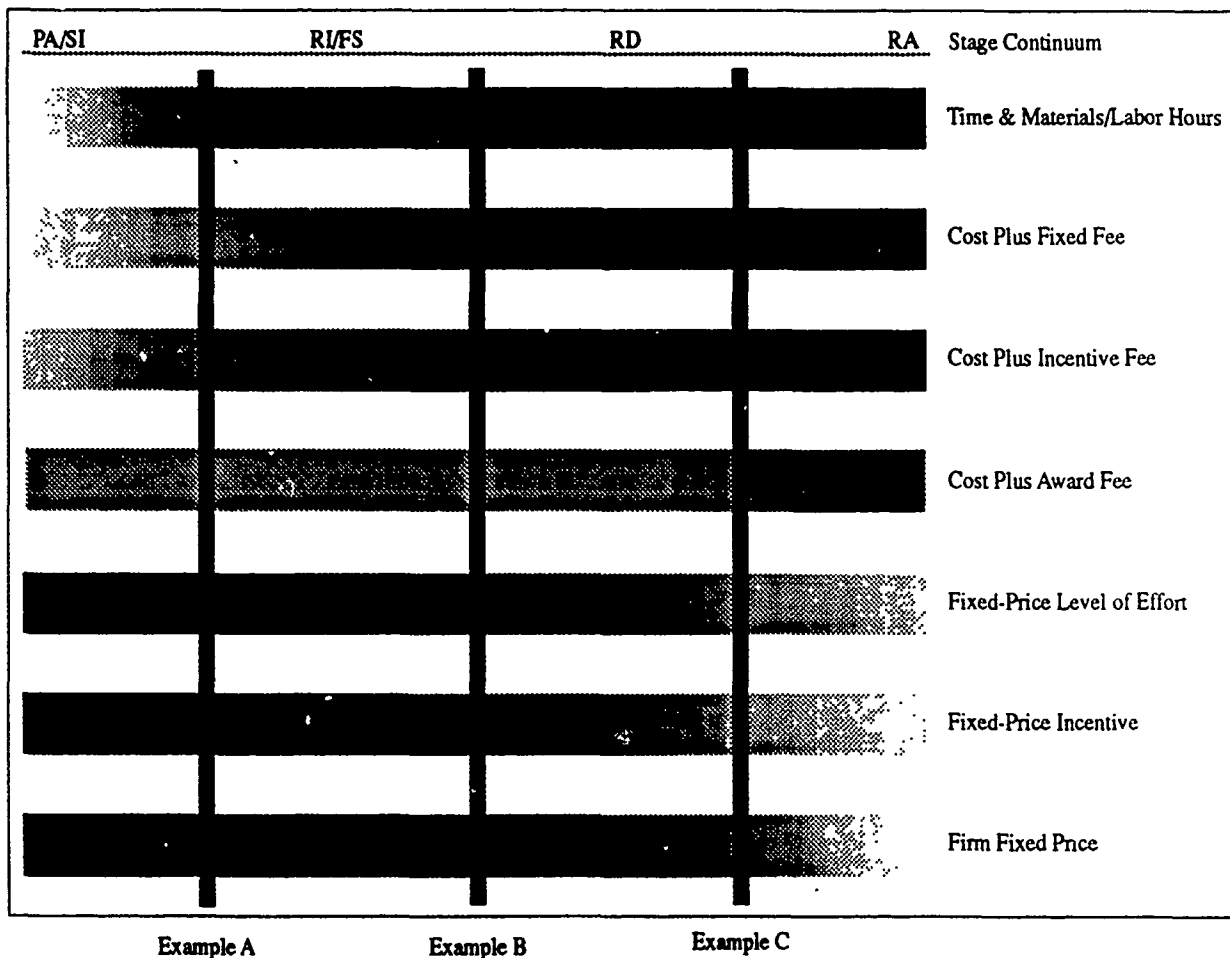 PA/SI RI/FS RD RA Stage Continuum
Time & Materials/Labor Hours
Cost Plus Fixed Fee
Cost Plus Incentive Fee
Cost Plus Award Fee
Fixed-Price Level of Effort
Fixed-Price Incentive
Firm Fixed Price
Example A Example B Example C